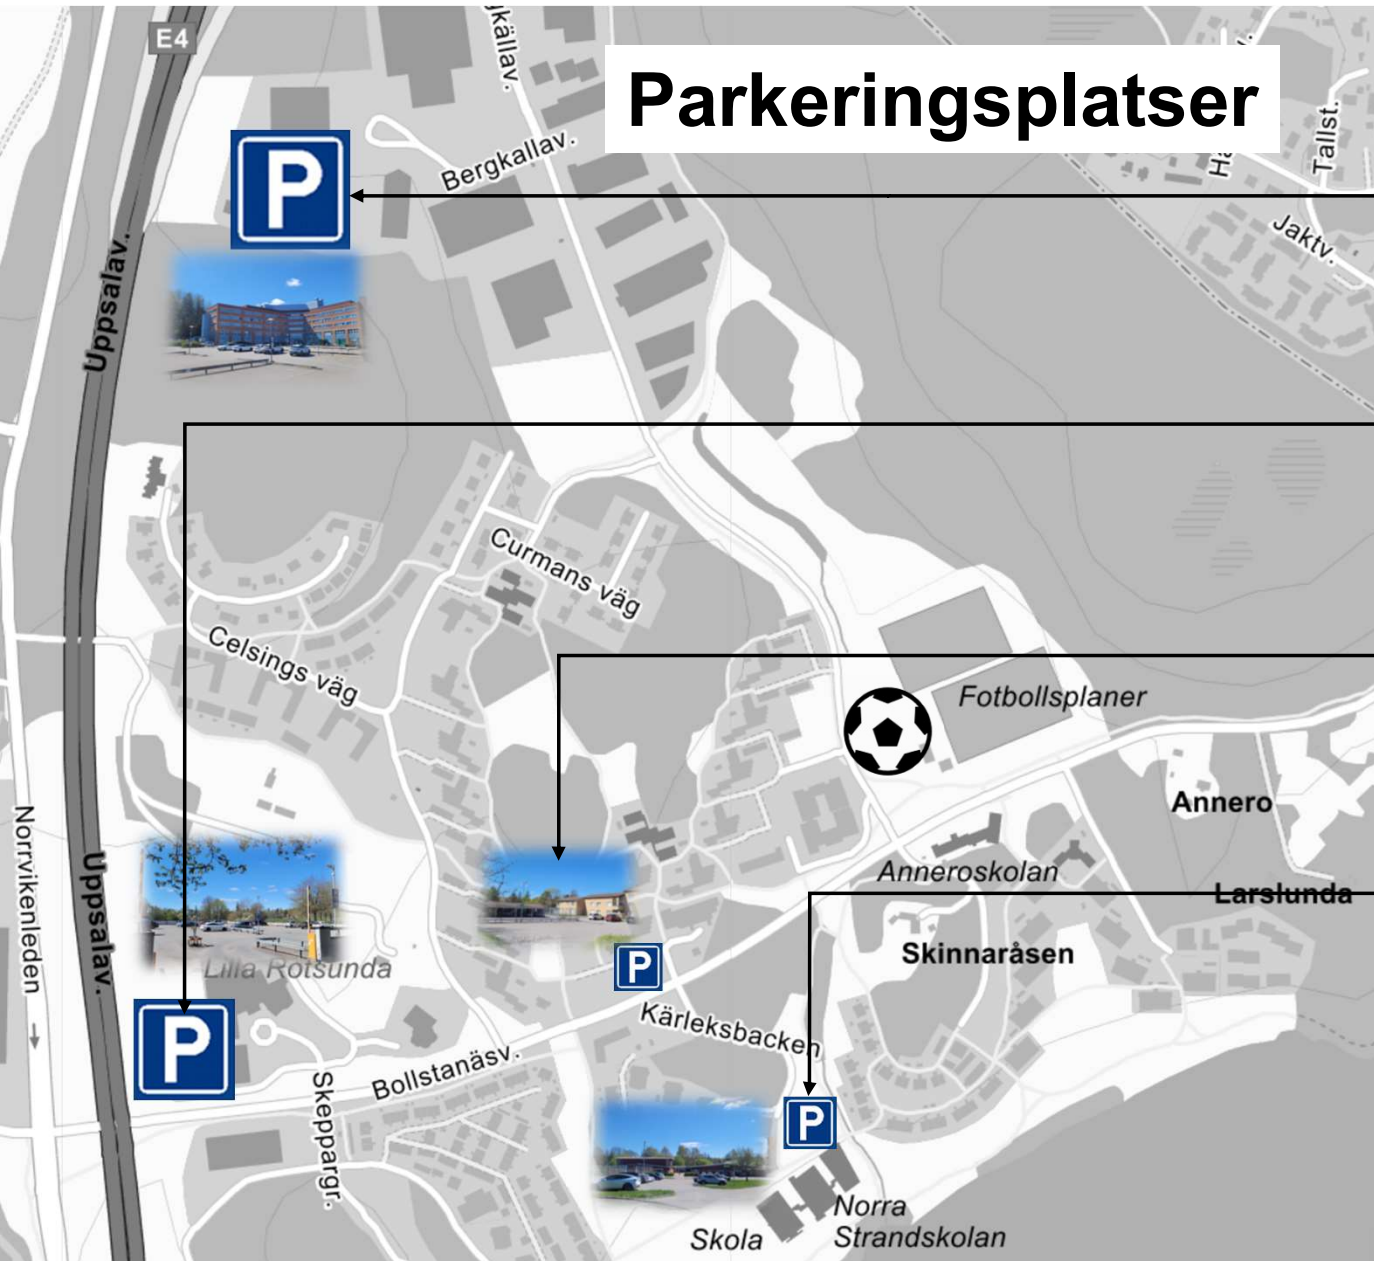 E4
gkällav.
Parkeringsplatser
Tallst.
P
Bergkallav.
Jaktv.
Uppsalav.
Curmans väg
Celsings väg
Fotbollsplaner
Annero
Norrvikenleden
Uppsalav.
Anneroskolan
Larslunda
Skinnaråsen
Lilla Rotsunda
P
Kärleksbacken
P
Bollstanäsv.
Skeppargr.
P
Norra
Strandskolan
Skola